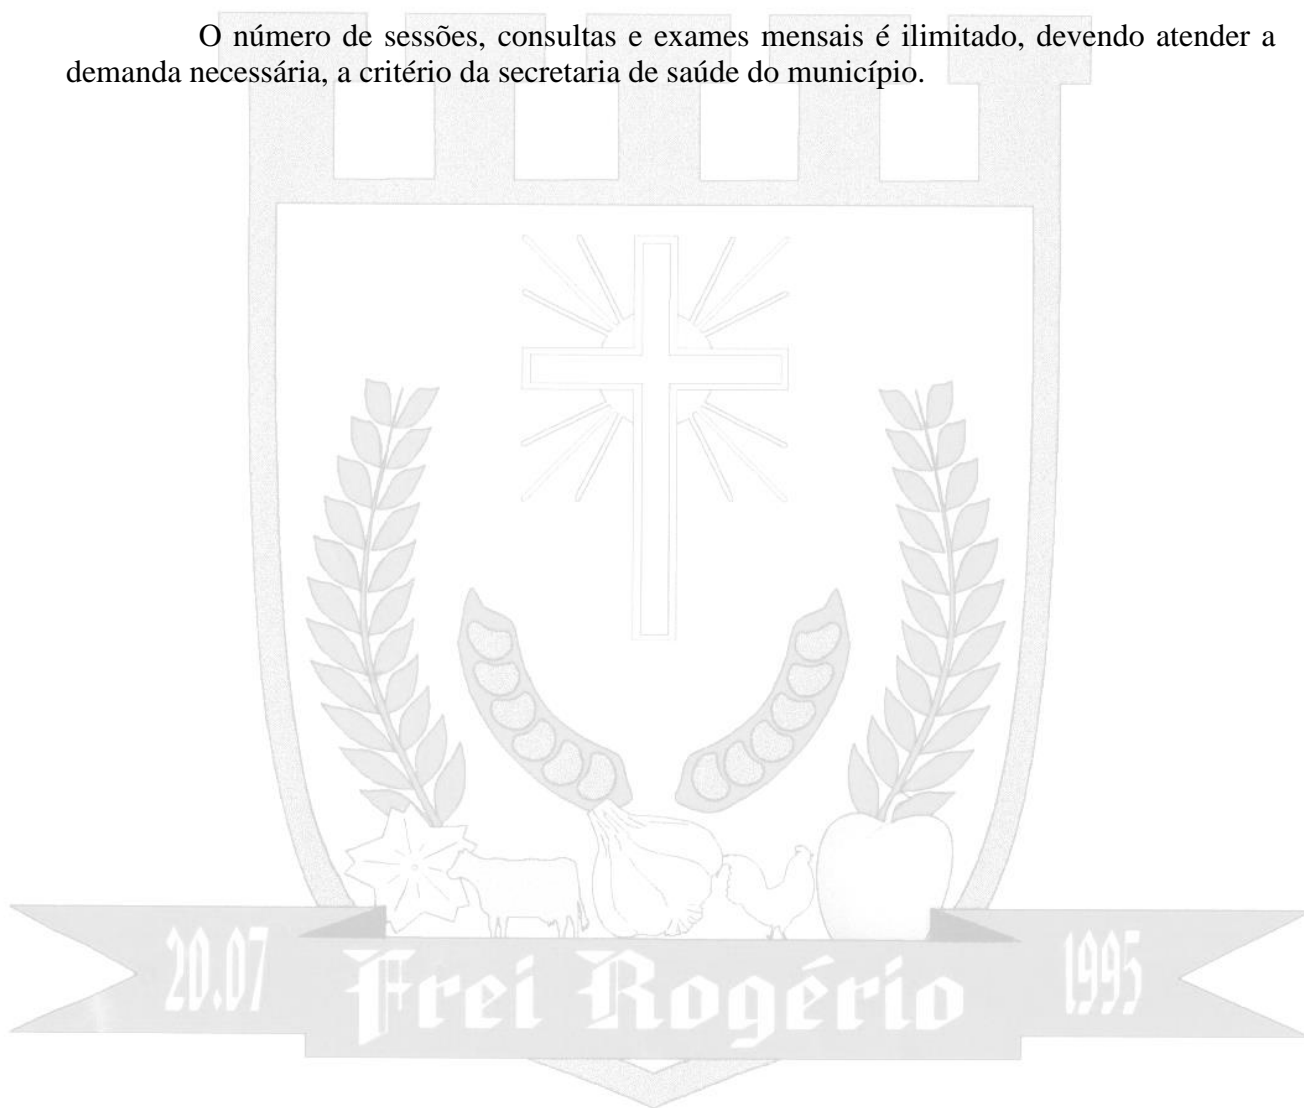 O número de sessões, consultas e exames mensais é ilimitado, devendo atender a
demanda necessária, a critério da secretaria de saúde do município.
20.07
Frei Rogério
1995